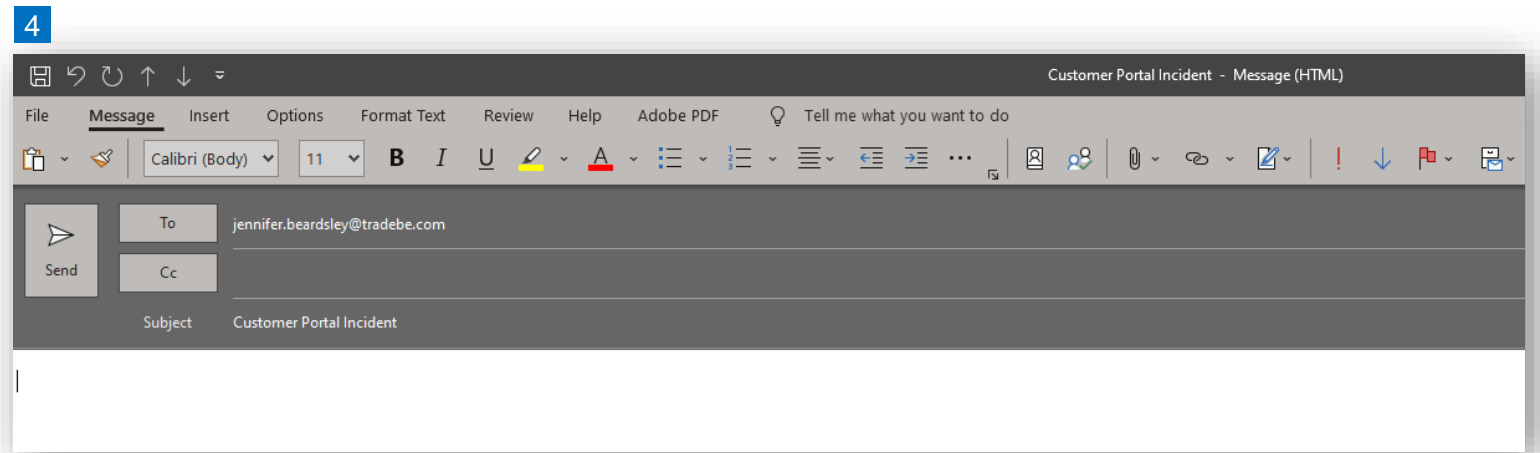 4
Customer Portal Incident - Message (HTML)
File Message Insert Options Format Text Review Help Adobe PDF Tell me what you want to do
Calibri (Body) 11 B I U A
To jennifer.beardsley@tradebe.com
Send Cc
Subject Customer Portal Incident